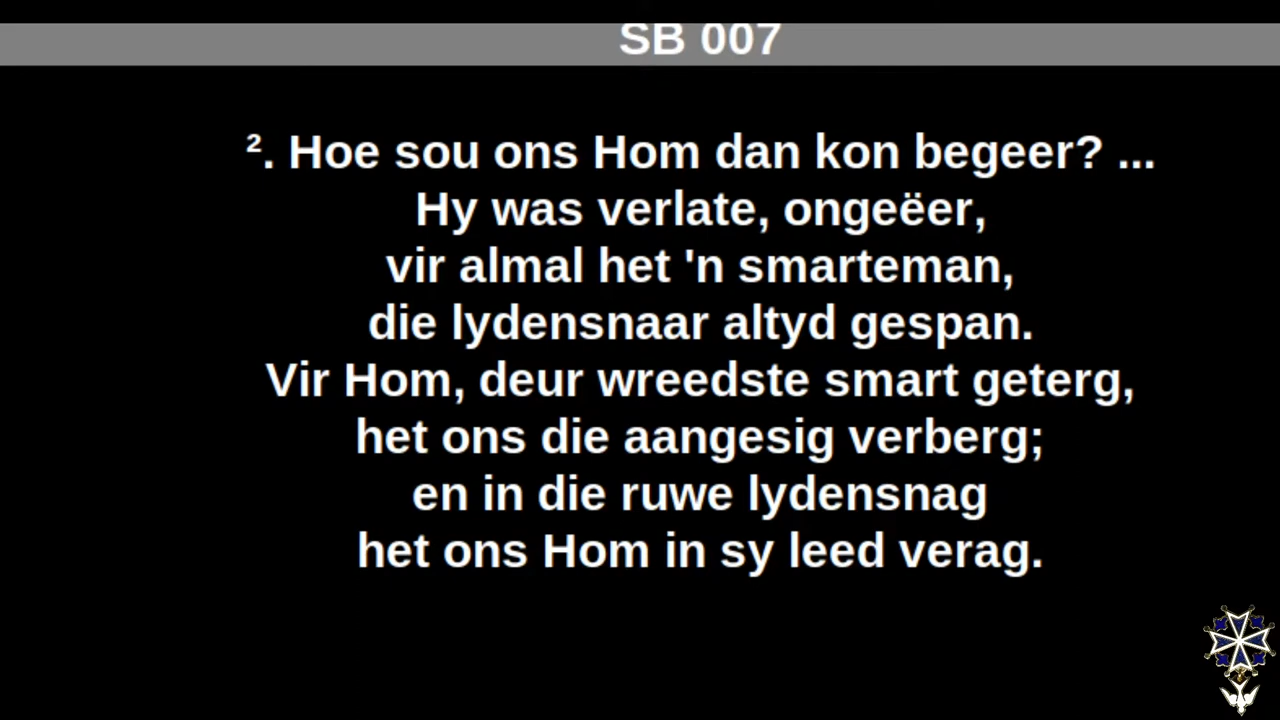 SB 007
². Hoe sou ons Hom dan kon begeer? ...
Hy was verlate, ongeëer,
vir almal het 'n smarteman,
die lydensnaar altyd gespan.
Vir Hom, deur wreedste smart geterg,
het ons die aangesig verberg;
en in die ruwe lydensnag
het ons Hom in sy leed verag.